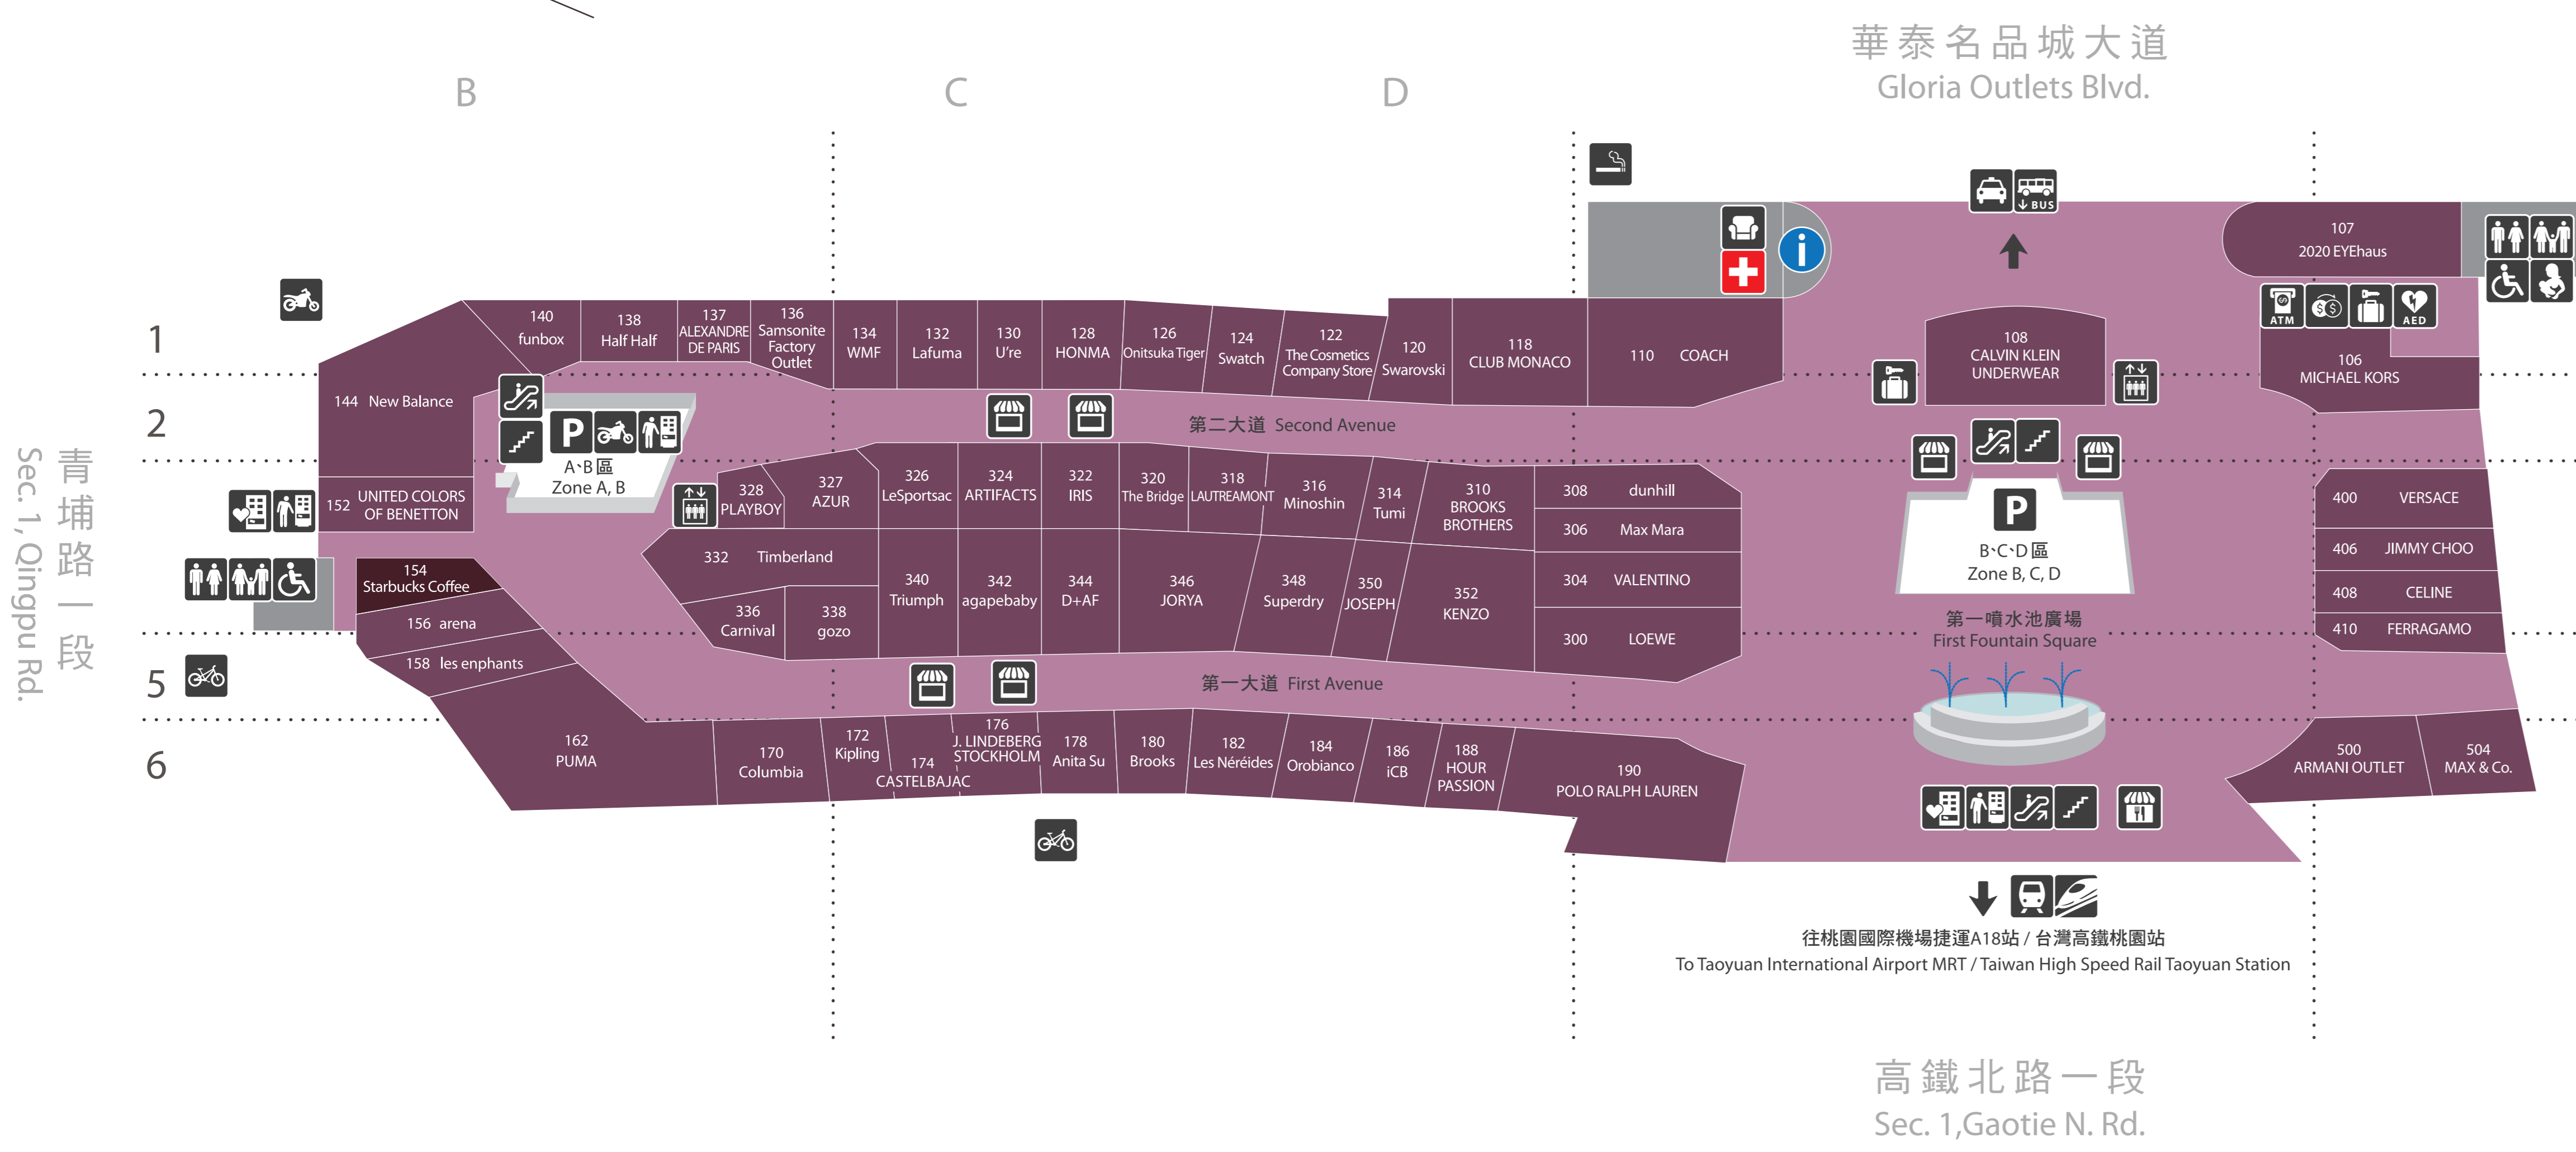 華泰名品城大道
Gloria Outlets Blvd.
B
C
D
1
2
5
6
青埔路一段
Sec. 1, Qingpu Rd.
↓ BUS
107
2020 EYEhaus
140
funbox
138
Half Half
137
ALEXANDRE
DE PARIS
136
Samsonite
Factory
Outlet
134
WMF
132
Lafuma
130
U're
128
HONMA
126
Onitsuka Tiger
124
Swatch
122
The Cosmetics
Company Store
120
Swarovski
118
CLUB MONACO
110 COACH
108
CALVIN KLEIN
UNDERWEAR
ATM
AED
106
MICHAEL KORS
144 New Balance
第二大道 Second Avenue
P
A、B區
Zone A, B
152 UNITED COLORS
OF BENETTON
328
PLAYBOY
327
AZUR
326
LeSportsac
324
ARTIFACTS
322
IRIS
320
The Bridge
318
LAUTREAMONT
316
Minoshin
314
Tumi
310
BROOKS
BROTHERS
308 dunhill
306 Max Mara
304 VALENTINO
300 LOEWE
P
B、C、D區
Zone B, C, D
400 VERSACE
406 JIMMY CHOO
408 CELINE
410 FERRAGAMO
332 Timberland
336
Carnival
338
gozo
340
Triumph
342
agapebaby
344
D+AF
346
JORYA
348
Superdry
350
JOSEPH
352
KENZO
154
Starbucks Coffee
156 arena
158 les enphants
第一噴水池廣場
First Fountain Square
第一大道 First Avenue
162
PUMA
170
Columbia
172
Kipling
174
CASTELBAJAC
176
J. LINDEBERG
STOCKHOLM
178
Anita Su
180
Brooks
182
Les Néréides
184
Orobianco
186
iCB
188
HOUR
PASSION
190
POLO RALPH LAUREN
500
ARMANI OUTLET
504
MAX & Co.
往桃園國際機場捷運A18站 / 台灣高鐵桃園站
To Taoyuan International Airport MRT / Taiwan High Speed Rail Taoyuan Station
高鐵北路一段
Sec. 1,Gaotie N. Rd.